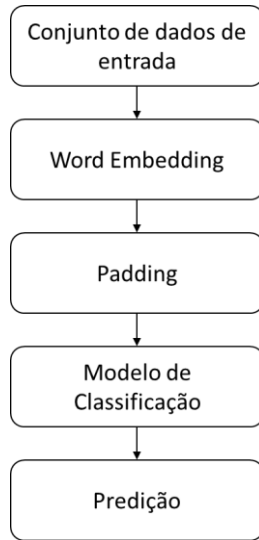 Conjunto de dados de
entrada
Word Embedding
Padding
Modelo de
Classificação
Predição